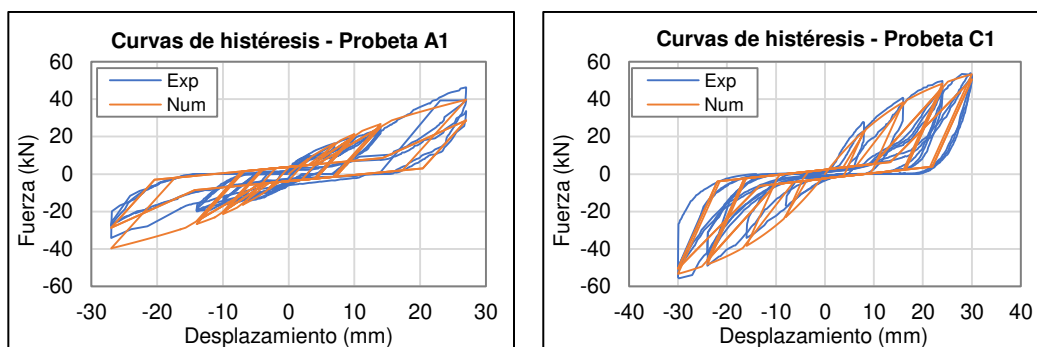 Curvas de histéresis - Probeta A1
Exp
Num
60
40
20
0
-20
-40
-60
Fuerza (kN)
-30 -20 -10 0 10 20 30
Desplazamiento (mm)
Curvas de histéresis - Probeta C1
Exp
Num
60
40
20
0
-20
-40
-60
Fuerza (kN)
-40 -30 -20 -10 0 10 20 30 40
Desplazamiento (mm)